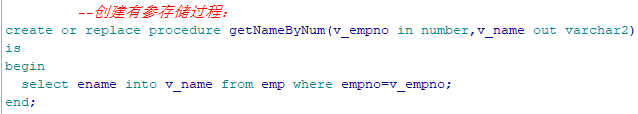 --创建有参存储过程：
create or replace procedure getNameByNum(v_empno in number,v_name out varchar2)
is
begin
  select ename into v_name from emp where empno=v_empno;
end;